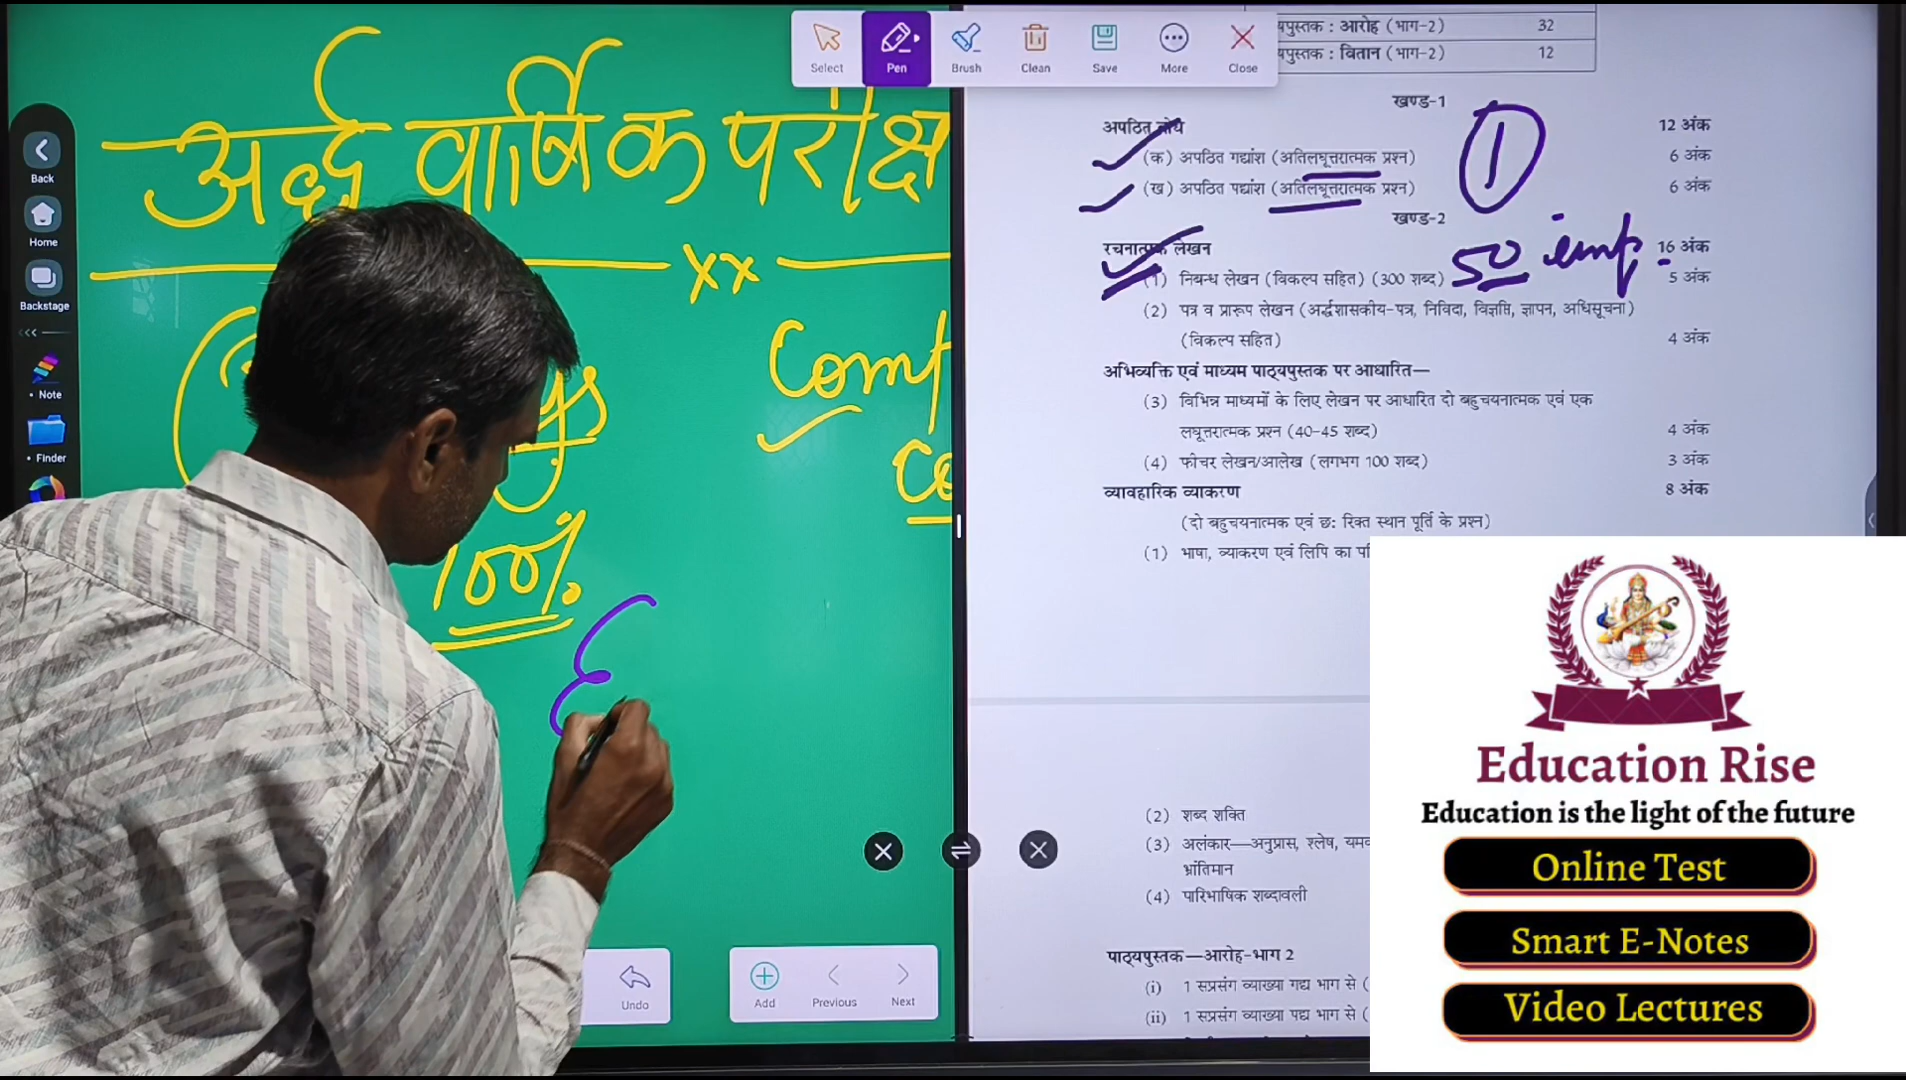 Select
Pen
Brush
Clean
Save
More
Close
Back
Home
Backstage
Note
Finder
अर्द्ध वार्षिक परीक्ष
xx
100%
Undo
Add
Previous
Next
पुस्तक : आरोह (भाग-2) 32
पुस्तक : वितान (भाग-2) 12
खण्ड-1
अपठित बोध 12 अंक
(क) अपठित गद्यांश (अतिलघूत्तरात्मक प्रश्न) 6 अंक
(ख) अपठित पद्यांश (अतिलघूत्तरात्मक प्रश्न) 6 अंक
1
खण्ड-2
रचनात्मक लेखन 16 अंक
(1) निबन्ध लेखन (विकल्प सहित) (300 शब्द) 5 अंक
50 imp
(2) पत्र व प्रारूप लेखन (अर्द्धशासकीय-पत्र, निविदा, विज्ञप्ति, ज्ञापन, अधिसूचना)
(विकल्प सहित) 4 अंक
अभिव्यक्ति एवं माध्यम पाठ्यपुस्तक पर आधारित—
(3) विभिन्न माध्यमों के लिए लेखन पर आधारित दो बहुचयनात्मक एवं एक
लघूत्तरात्मक प्रश्न (40-45 शब्द) 4 अंक
(4) फीचर लेखन/आलेख (लगभग 100 शब्द) 3 अंक
व्यावहारिक व्याकरण 8 अंक
(दो बहुचयनात्मक एवं छः रिक्त स्थान पूर्ति के प्रश्न)
(1) भाषा, व्याकरण एवं लिपि का
(2) शब्द शक्ति
(3) अलंकार—अनुप्रास, श्लेष,
भ्रांतिमान
(4) पारिभाषिक शब्दावली
पाठ्यपुस्तक—आरोह-भाग 2
(i) 1 सप्रसंग व्याख्या गद्य भाग से (
(ii) 1 सप्रसंग व्याख्या पद्य भाग से (
Education Rise
Education is the light of the future
Online Test
Smart E-Notes
Video Lectures